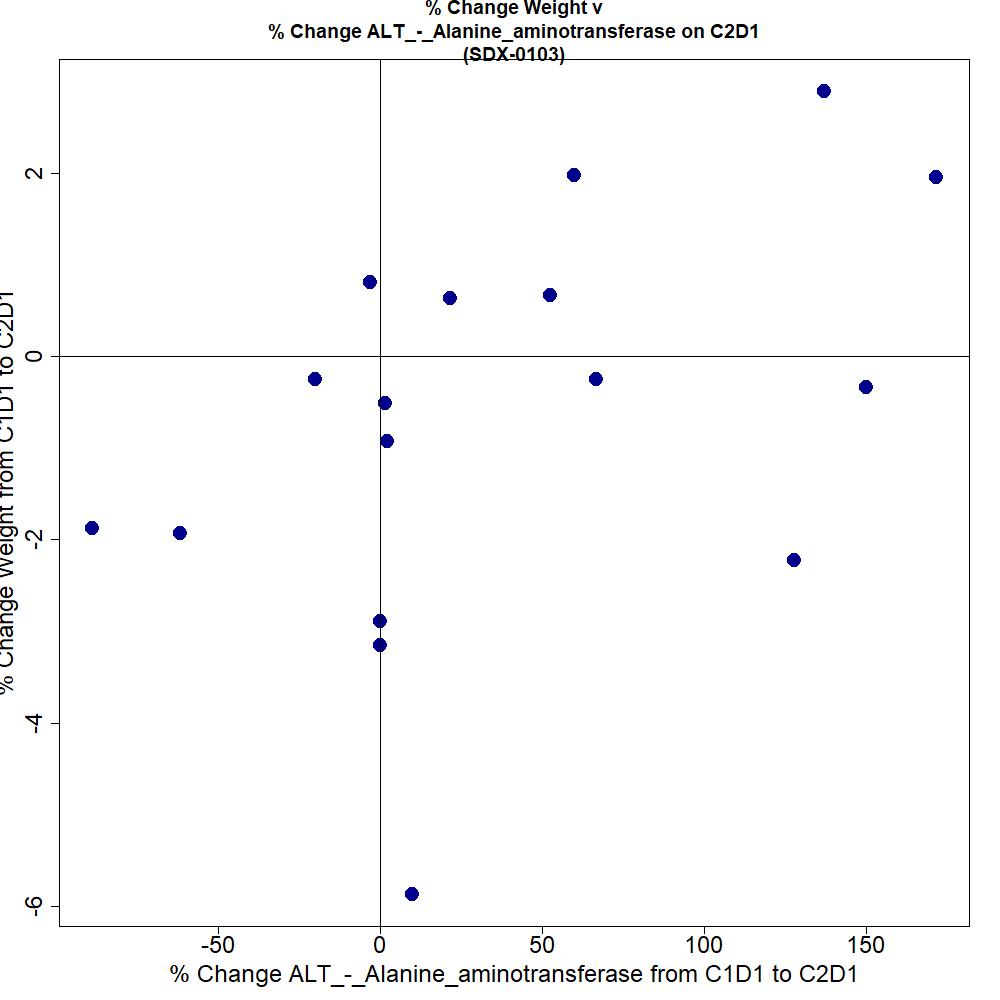 % Change Weight v
% Change ALT_-_Alanine_aminotransferase on C2D1
(SDX-0103)
% Change Weight from C1D1 to C2D1
2
0
-2
-4
-6
-50
0
50
100
150
% Change ALT_-_Alanine_aminotransferase from C1D1 to C2D1